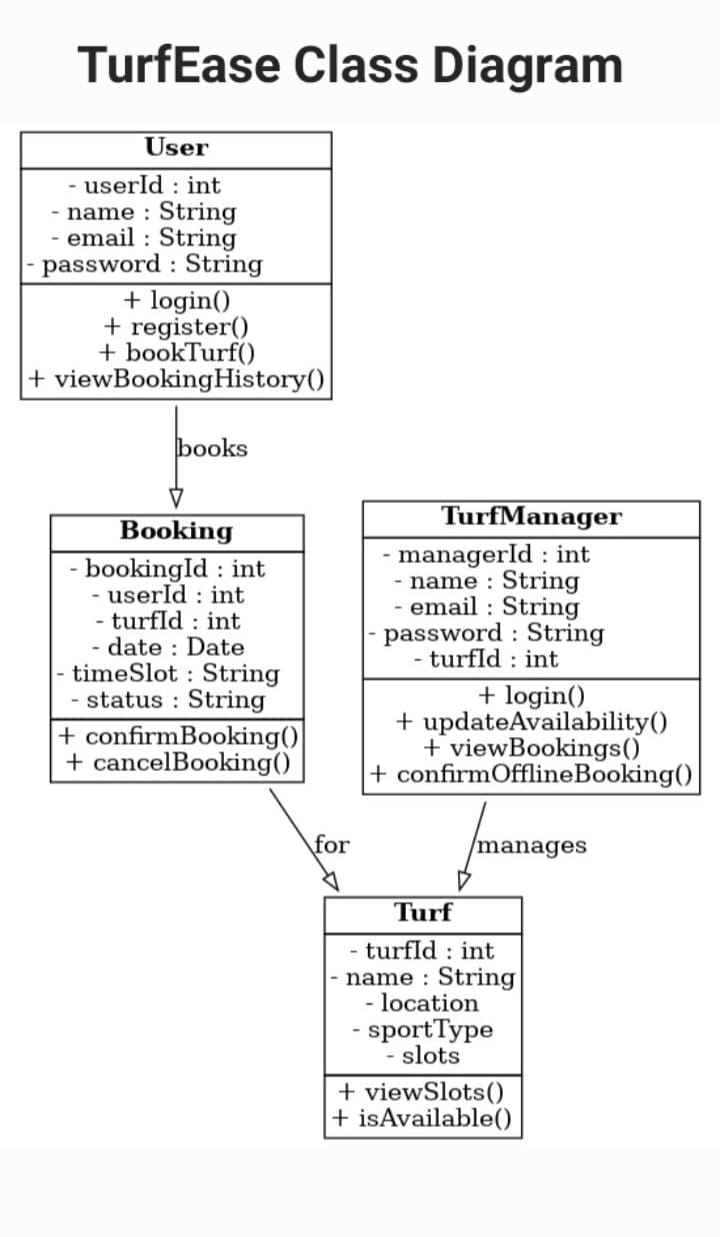 TurfEase Class Diagram
User
- userId : int
- name : String
- email : String
- password : String
+ login()
+ register()
+ bookTurf()
+ viewBookingHistory()
books
Booking
- bookingId : int
- userId : int
- turfId : int
- date : Date
- timeSlot : String
- status : String
+ confirmBooking()
+ cancelBooking()
TurfManager
- managerId : int
- name : String
- email : String
- password : String
- turfId : int
+ login()
+ updateAvailability()
+ viewBookings()
+ confirmOfflineBooking()
for
manages
Turf
- turfId : int
- name : String
- location
- sportType
- slots
+ viewSlots()
+ isAvailable()